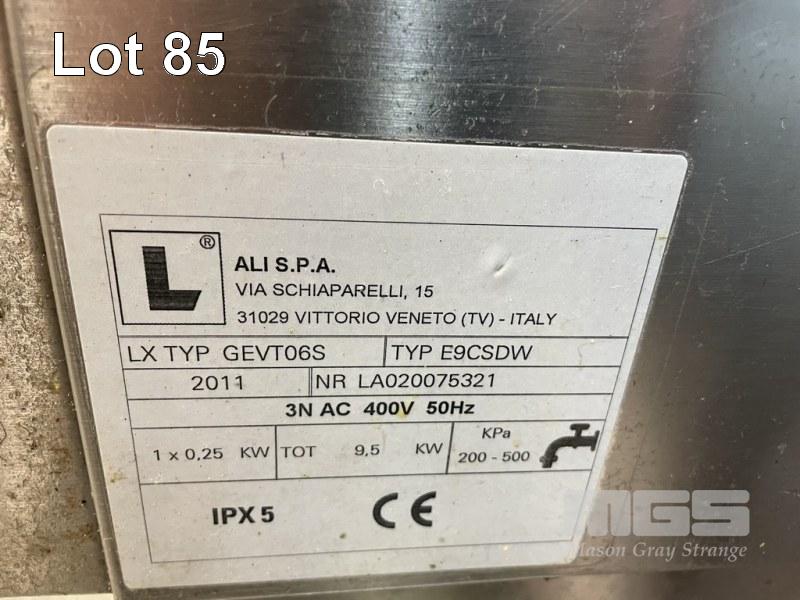 Lot 85
L ®
ALI S.P.A.
VIA SCHIAPARELLI, 15
31029 VITTORIO VENETO (TV) - ITALY
LX TYP GEVT06S TYP E9CSDW
2011 NR LA020075321
3N AC 400V 50Hz
1 x 0,25 KW TOT 9,5 KW KPa
200 - 500
IPX 5 CE
MGS
Mason Gray Strange